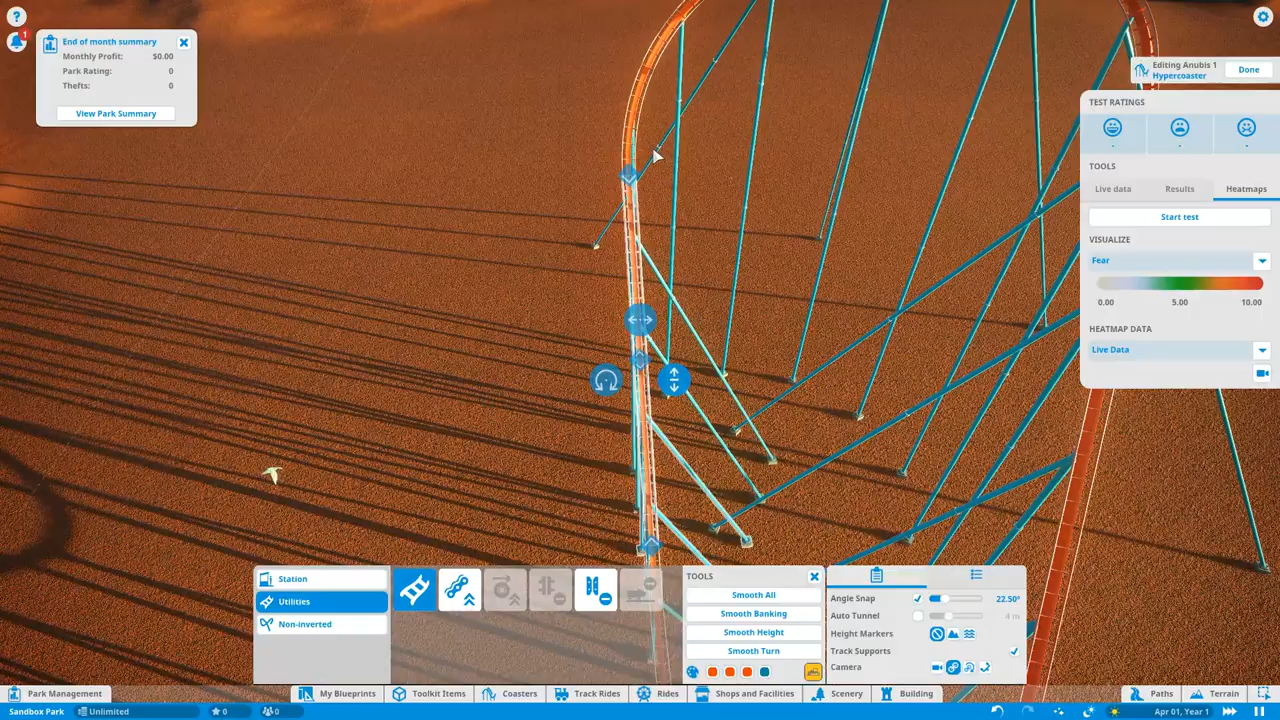 ?
1
End of month summary
Monthly Profit: $0.00
Park Rating: 0
Thefts: 0
View Park Summary
Editing Anubis 1
Hypercoaster
Done
TEST RATINGS
- - -
TOOLS
Live data Results Heatmaps
Start test
VISUALIZE
Fear
0.00 5.00 10.00
HEATMAP DATA
Live Data
Station
Utilities
Non-inverted
TOOLS
Smooth All
Smooth Banking
Smooth Height
Smooth Turn
Angle Snap 22.50°
Auto Tunnel 4 m
Height Markers
Track Supports
Camera
Park Management
My Blueprints
Toolkit Items
Coasters
Track Rides
Rides
Shops and Facilities
Scenery
Building
Paths
Terrain
Sandbox Park
Unlimited
0
0
Apr 01, Year 1